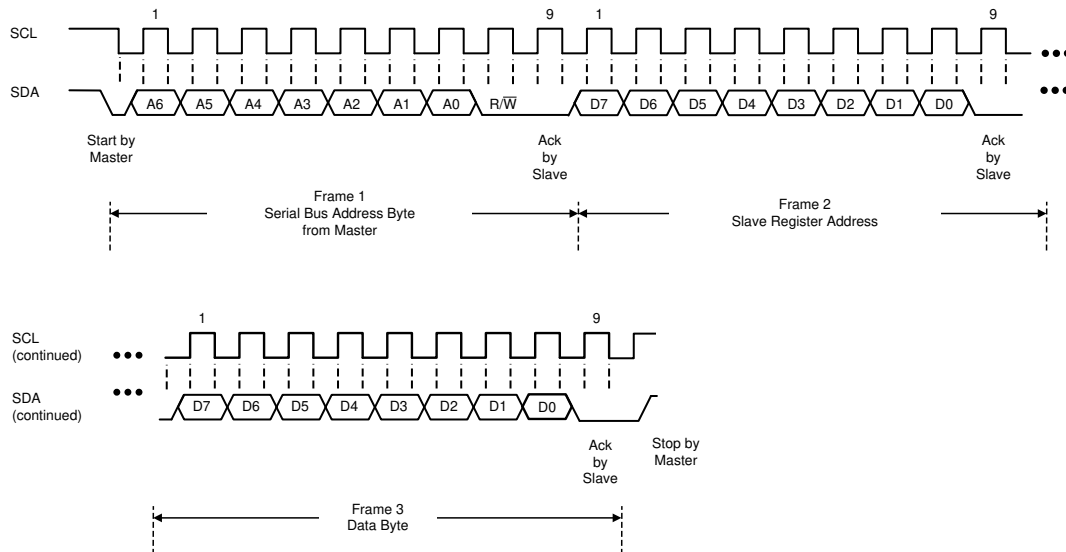 1 9 1 9
SCL
SDA
A6 A5 A4 A3 A2 A1 A0 R/W̅ D7 D6 D5 D4 D3 D2 D1 D0
Start by
Master
Ack
by
Slave
Ack
by
Slave
Frame 1
Serial Bus Address Byte
from Master
Frame 2
Slave Register Address
1 9
SCL
(continued)
SDA
(continued)
D7 D6 D5 D4 D3 D2 D1 D0
Ack
by
Slave
Stop by
Master
Frame 3
Data Byte